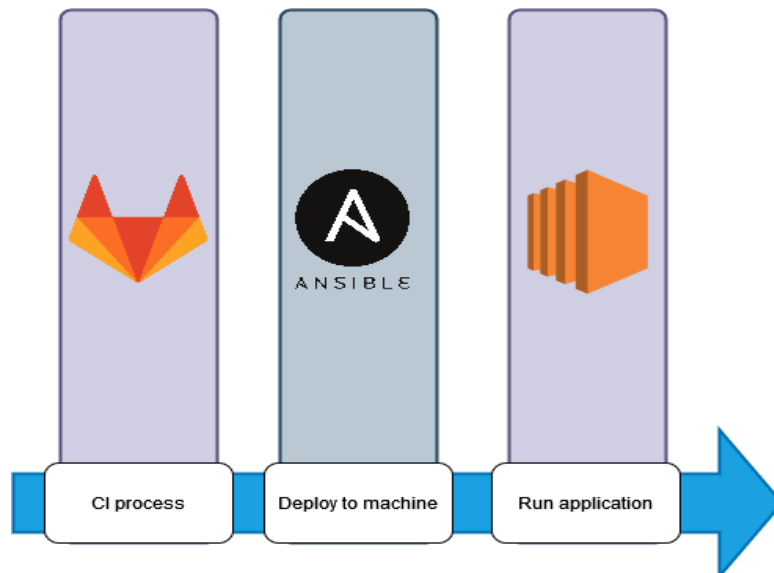 ANSIBLE
CI process
Deploy to machine
Run application